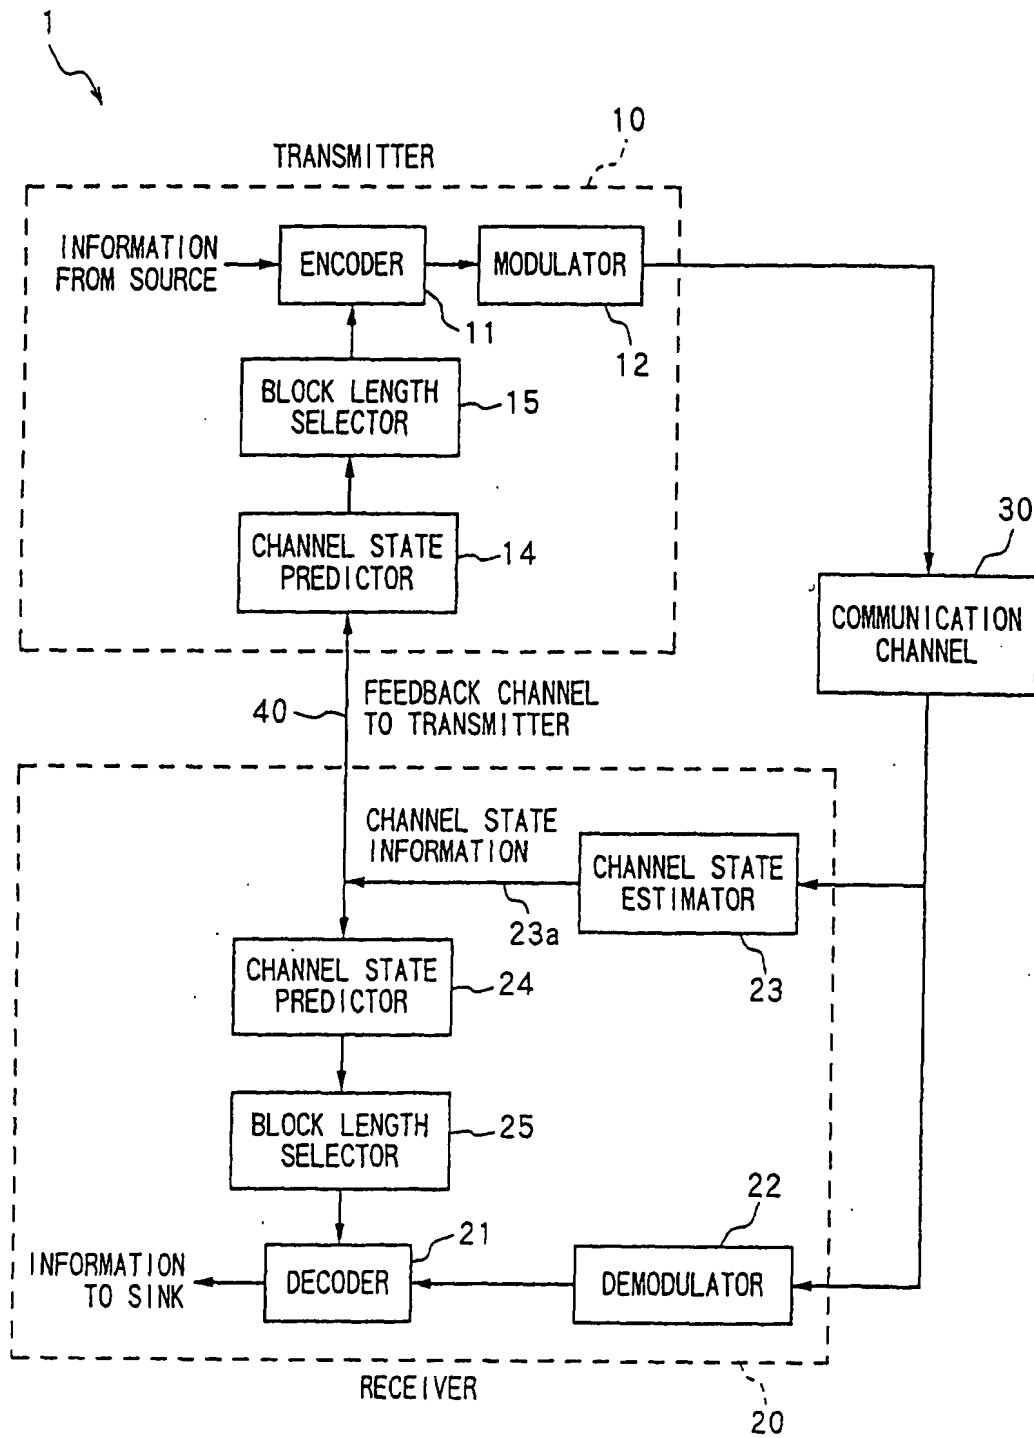 1
10
TRANSMITTER
INFORMATION
FROM SOURCE
ENCODER
MODULATOR
11
12
BLOCK LENGTH
SELECTOR
15
CHANNEL STATE
PREDICTOR
14
30
COMMUNICATION
CHANNEL
40
FEEDBACK CHANNEL
TO TRANSMITTER
CHANNEL STATE
INFORMATION
CHANNEL STATE
ESTIMATOR
23a
23
CHANNEL STATE
PREDICTOR
24
BLOCK LENGTH
SELECTOR
25
22
21
INFORMATION
TO SINK
DECODER
DEMODULATOR
RECEIVER
20